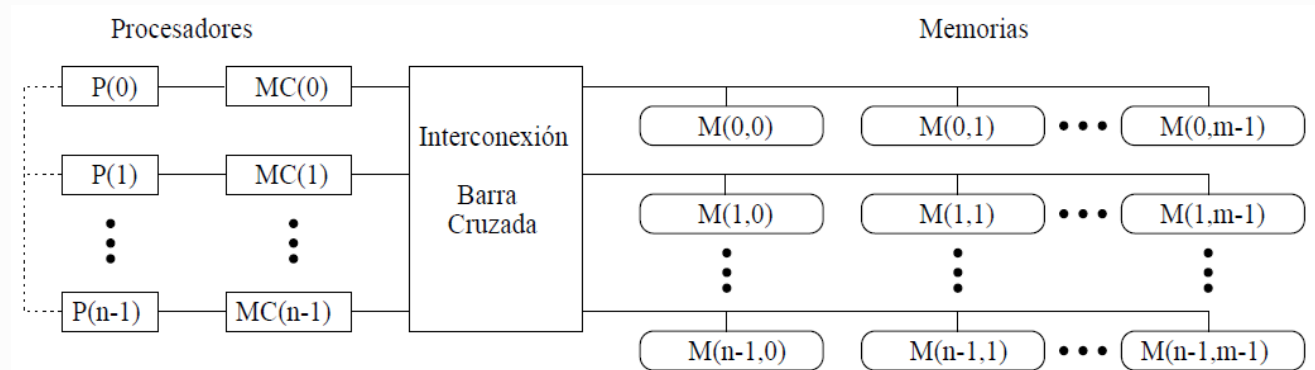 Procesadores Memorias
P(0) MC(0)
M(0,0) M(0,1) ••• M(0,m-1)
Interconexión
P(1) MC(1)
Barra
Cruzada
M(1,0) M(1,1) ••• M(1,m-1)
P(n-1) MC(n-1)
M(n-1,0) M(n-1,1) ••• M(n-1,m-1)